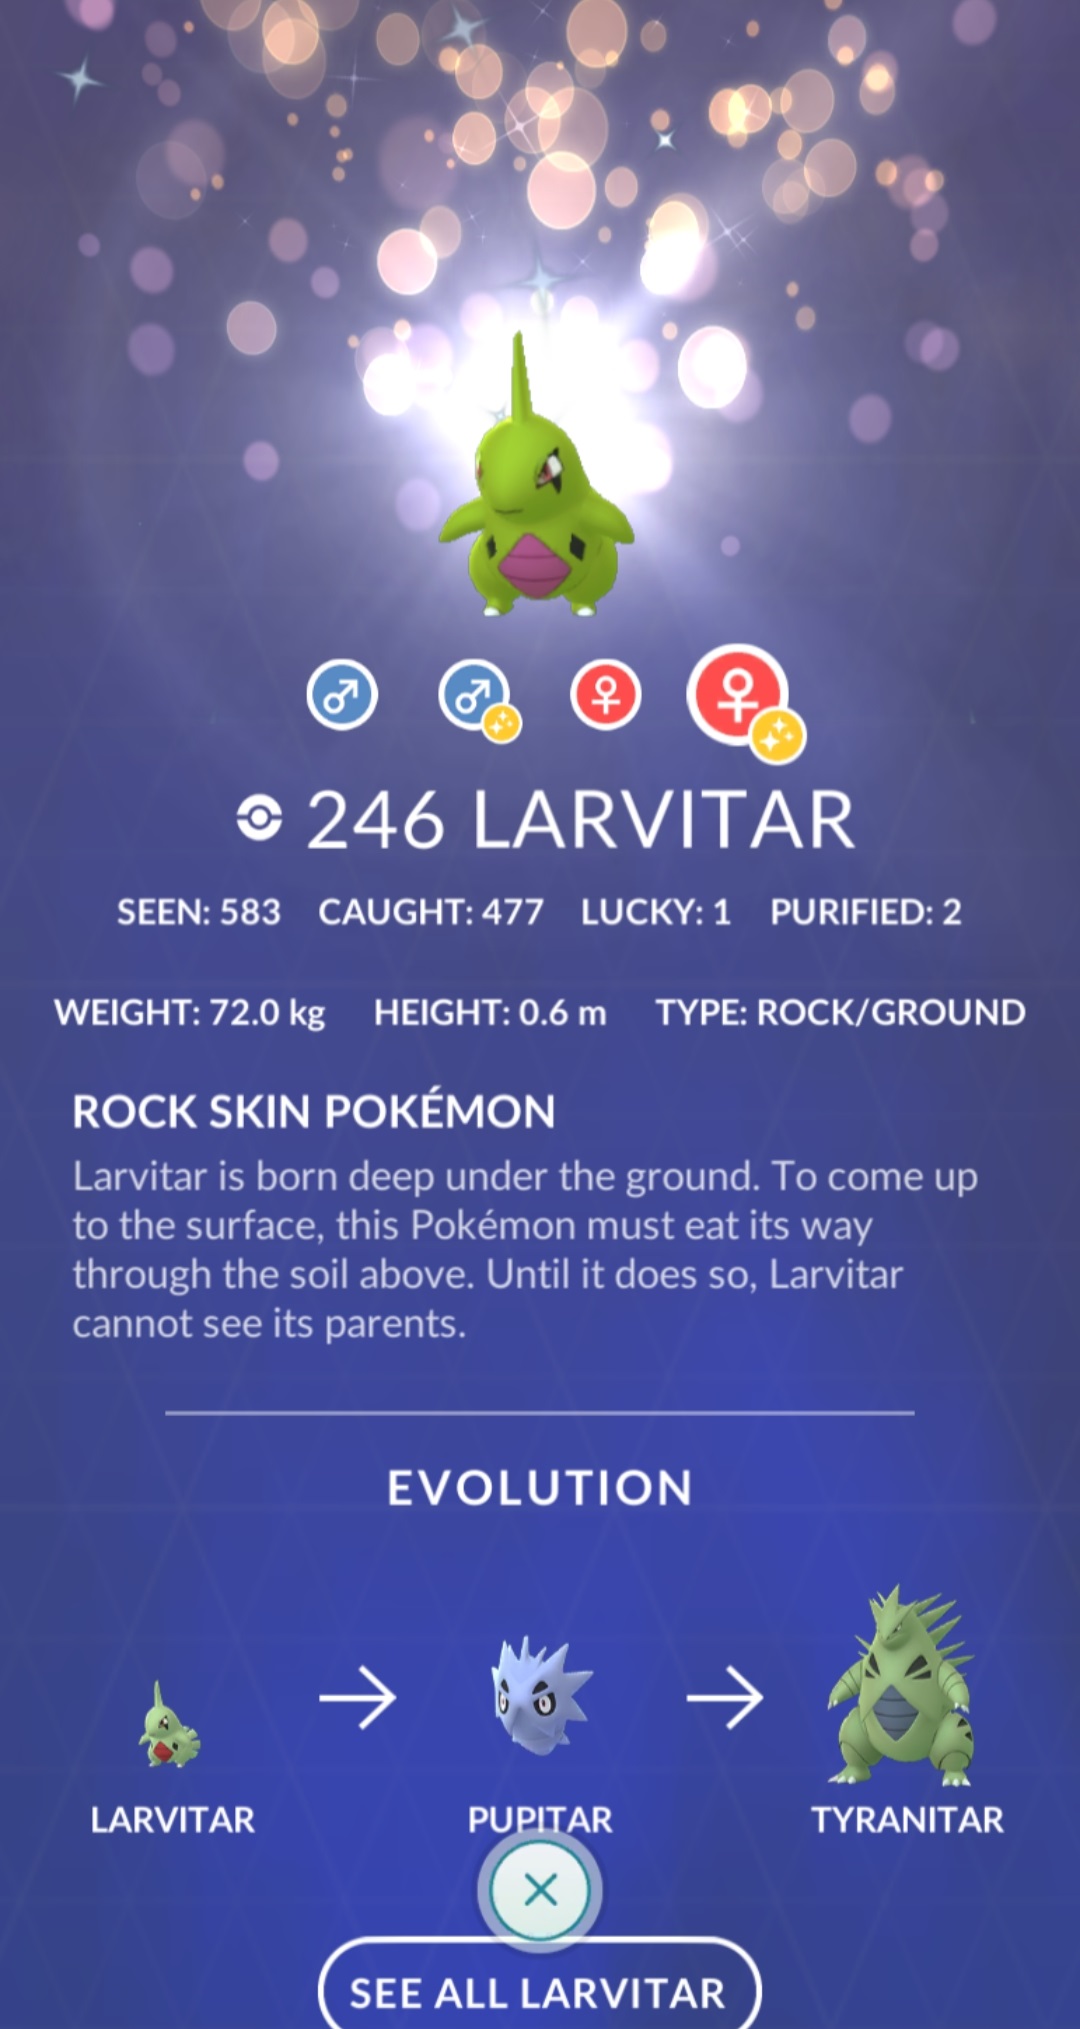 246 LARVITAR
SEEN: 583 CAUGHT: 477 LUCKY: 1 PURIFIED: 2
WEIGHT: 72.0 kg HEIGHT: 0.6 m TYPE: ROCK/GROUND
ROCK SKIN POKÉMON
Larvitar is born deep under the ground. To come up
to the surface, this Pokémon must eat its way
through the soil above. Until it does so, Larvitar
cannot see its parents.
EVOLUTION
LARVITAR PUPITAR TYRANITAR
SEE ALL LARVITAR